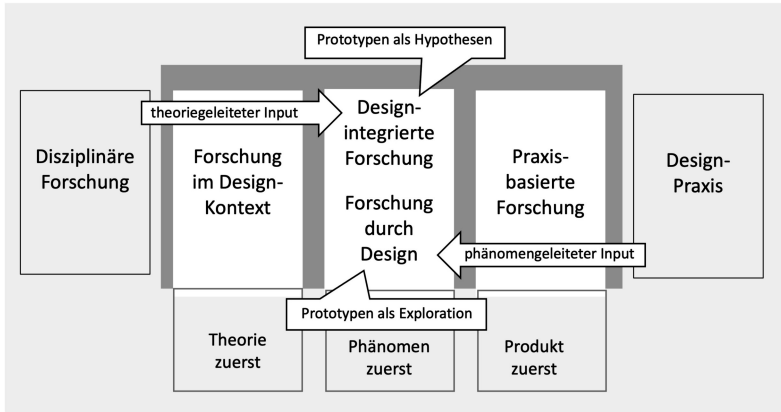 Prototypen als Hypothesen
theoriegeleiteter Input
Disziplinäre
Forschung
Forschung
im Design-
Kontext
Design-
integrierte
Forschung
Forschung
durch
Design
Praxis-
basierte
Forschung
Design-
Praxis
phänomengeleiteter Input
Prototypen als Exploration
Theorie
zuerst
Phänomen
zuerst
Produkt
zuerst